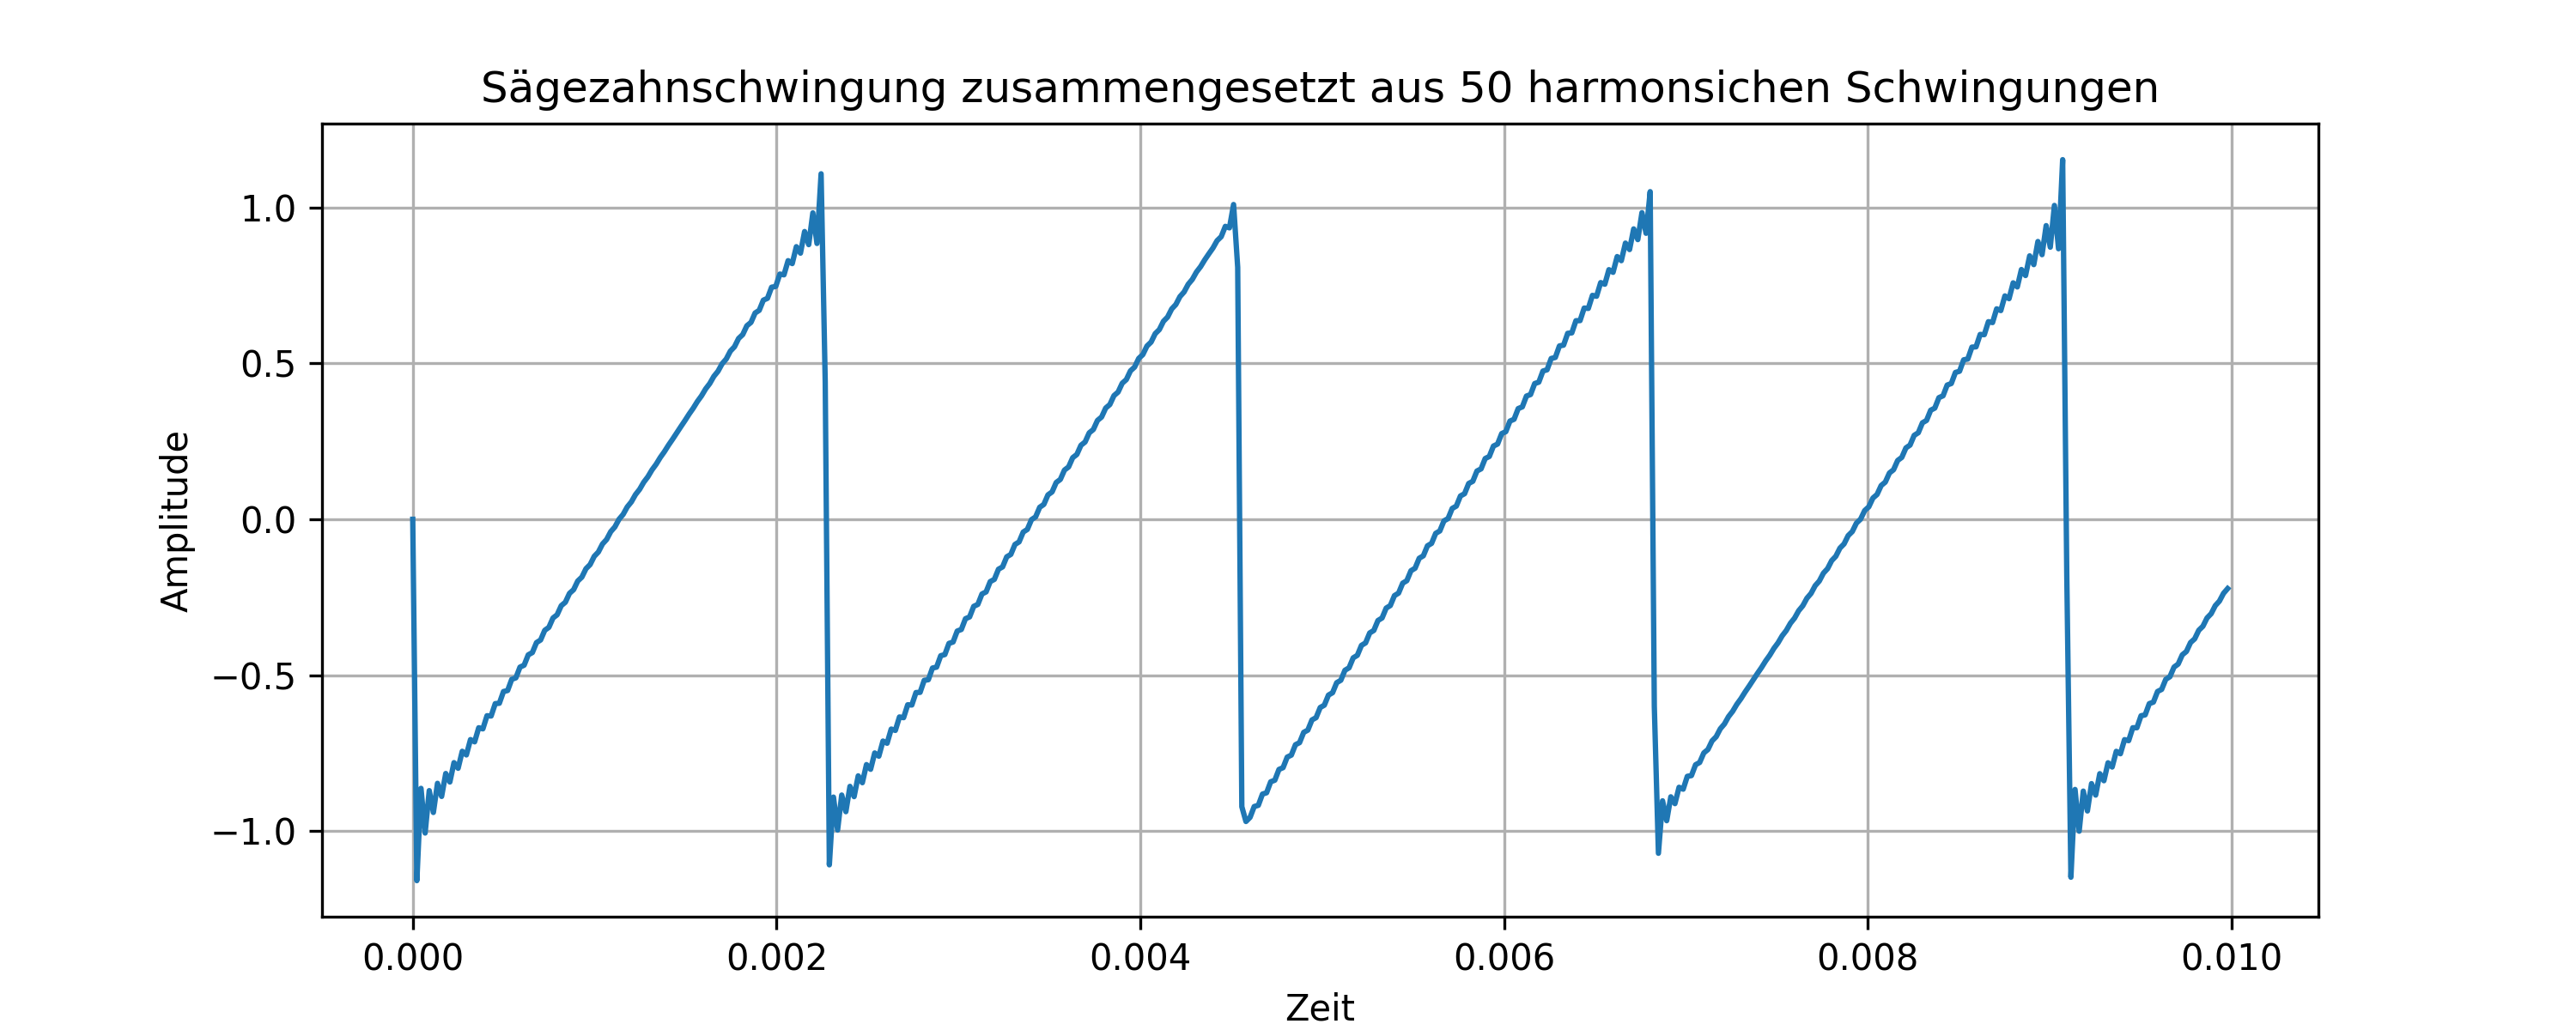 Sägezahnschwingung zusammengesetzt aus 50 harmonsichen Schwingungen
1.0
0.5
0.0
−0.5
−1.0
Amplitude
0.000 0.002 0.004 0.006 0.008 0.010
Zeit